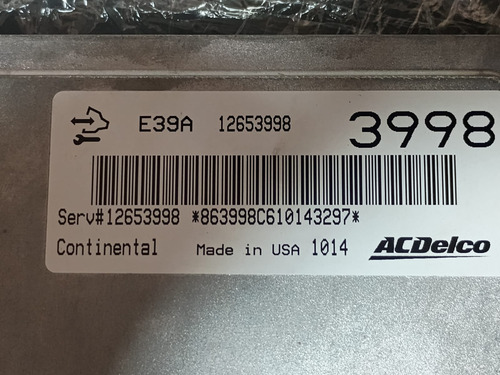 E39A 12653998 3998
Serv#12653998 *863998C610143297*
Continental Made in USA 1014 ACDelco